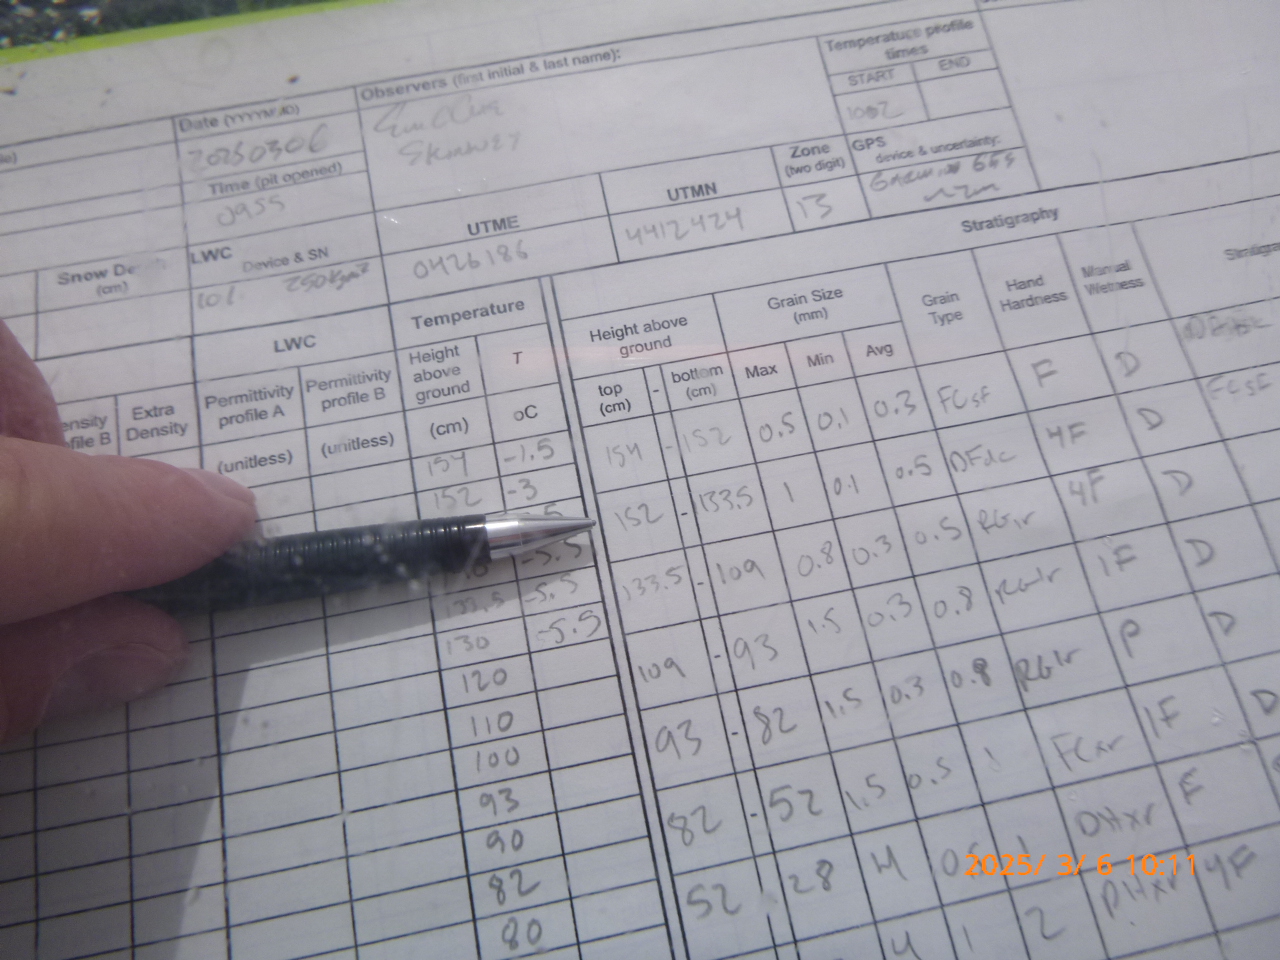 Date (YYYYMMDD)
20250306
Time (pit opened)
0955
Observers (first initial & last name):
Skinner
Temperature profile times
START END
1002
UTME UTMN Zone (two digit) GPS device & uncertainty:
0426186 4412424 13 GARMIN 66s
Snow De
(cm)
LWC Device & SN
Stratigraphy
LWC Temperature
Height above ground Grain Size (mm) Grain Type Hand Hardness Manual Wetness
Extra Density Permittivity profile A Permittivity profile B Height above ground T
top (cm) - bottom (cm) Max Min Avg
(unitless) (unitless) (cm) oC
154 -1.5
152 -3
-5.5
-5.5
130 -5.5
120
110
100
93
90
82
80
154 - 152 0.5 0.1 0.3 FCsf F D
152 - 133.5 1 0.1 0.5 DFdc 4F D
133.5 - 109 0.8 0.3 0.5 RGlr 4F D
109 - 93 1.5 0.3 0.8 RGlr 1F D
93 - 82 1.5 0.3 0.8 RGlr P D
82 - 52 1.5 0.5 1 FCxr 1F D
52 - 28 4 DHxr F
4 1 2 DHxr 4F
2025/ 3/ 6 10:11